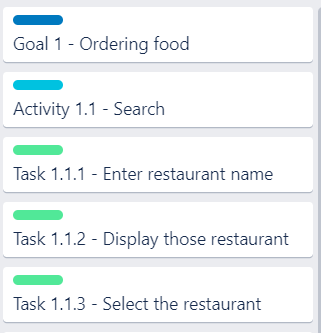 Goal 1 - Ordering food
Activity 1.1 - Search
Task 1.1.1 - Enter restaurant name
Task 1.1.2 - Display those restaurant
Task 1.1.3 - Select the restaurant